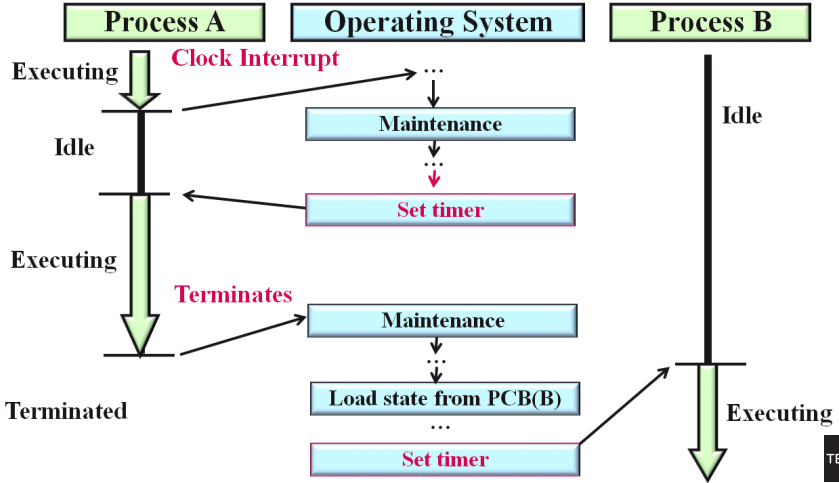 Process A
Operating System
Process B
Clock Interrupt
Executing
...
Maintenance
Idle
Idle
...
Set timer
Executing
Terminates
Maintenance
...
Load state from PCB(B)
Terminated
Executing
...
Set timer
TE